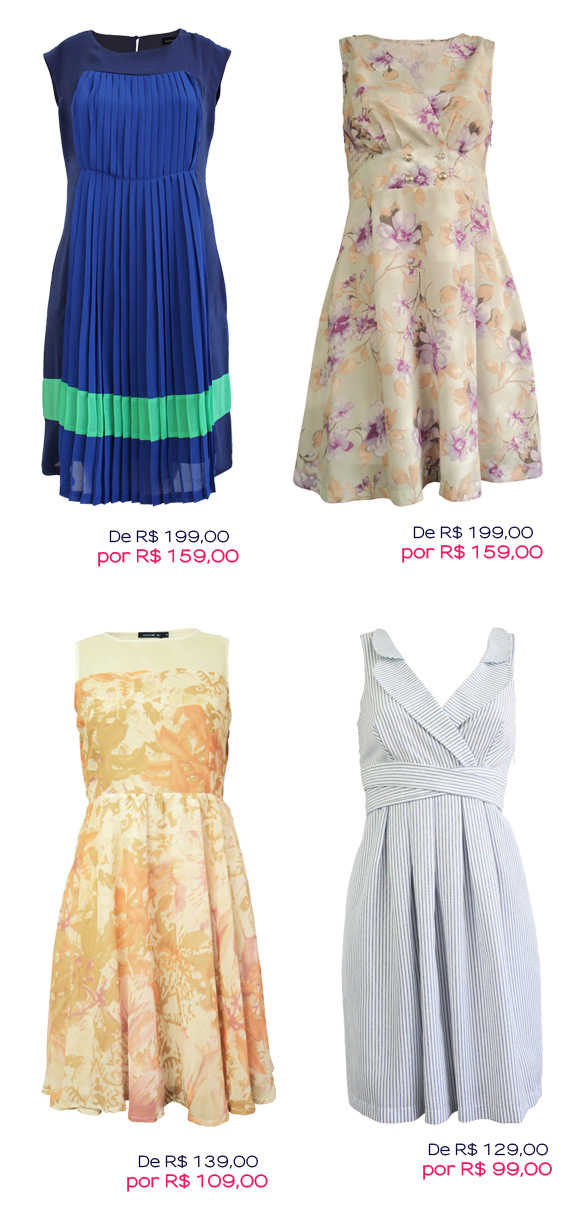 De R$ 199,00
por R$ 159,00
De R$ 199,00
por R$ 159,00
De R$ 139,00
por R$ 109,00
De R$ 129,00
por R$ 99,00